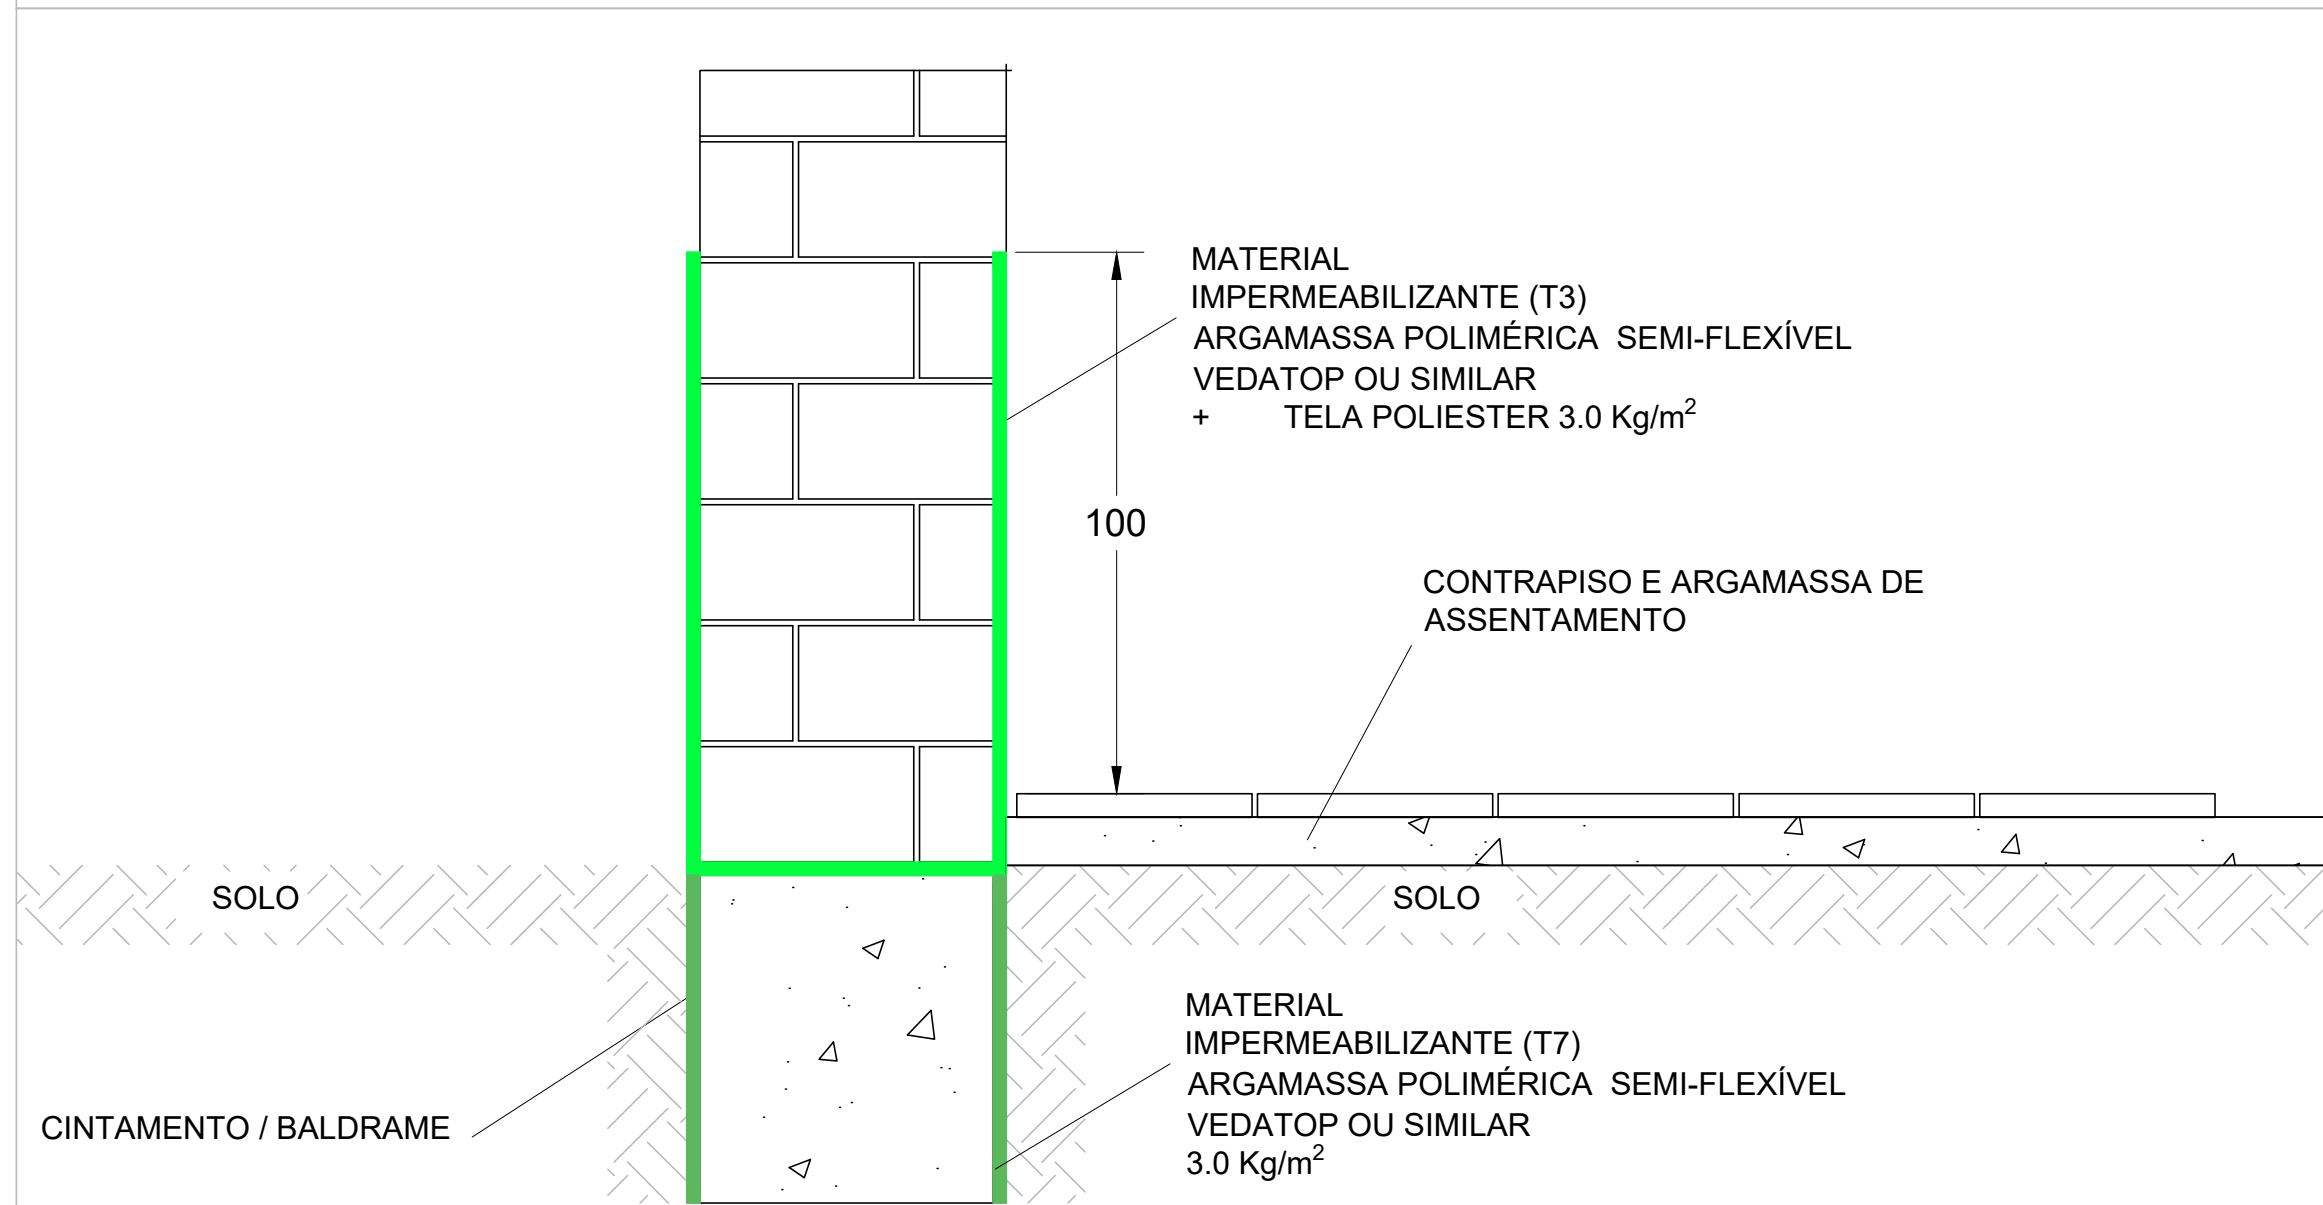 MATERIAL
IMPERMEABILIZANTE (T3)
ARGAMASSA POLIMÉRICA SEMI-FLEXÍVEL
VEDATOP OU SIMILAR
+ TELA POLIESTER 3.0 Kg/m²
100
CONTRAPISO E ARGAMASSA DE
ASSENTAMENTO
SOLO
SOLO
CINTAMENTO / BALDRAME
MATERIAL
IMPERMEABILIZANTE (T7)
ARGAMASSA POLIMÉRICA SEMI-FLEXÍVEL
VEDATOP OU SIMILAR
3.0 Kg/m²